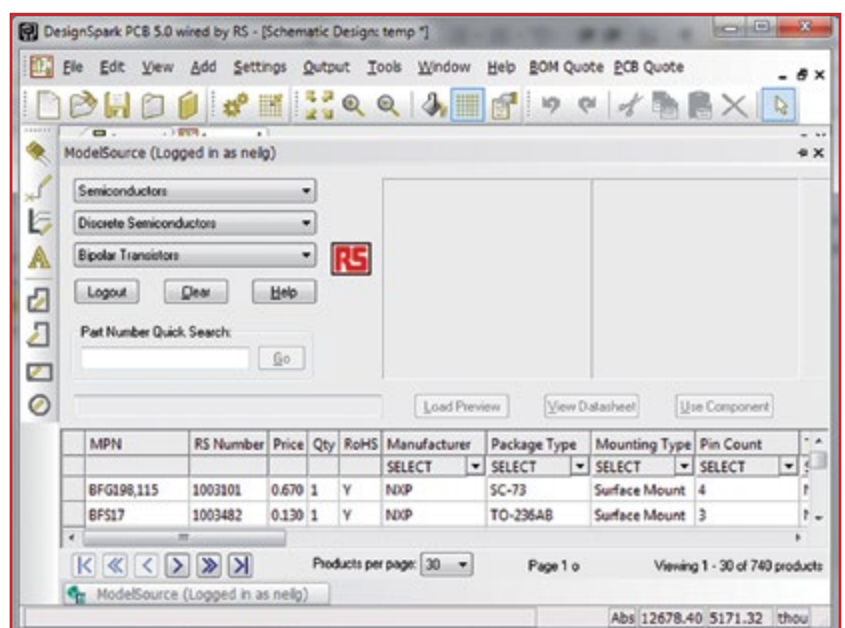 DesignSpark PCB 5.0 wired by RS - [Schematic Design: temp *]
File Edit View Add Settings Output Tools Window Help BOM Quote PCB Quote
ModelSource (Logged in as neilg)
Semiconductors
Discrete Semiconductors
Bipolar Transistors
RS
Logout Clear Help
Part Number Quick Search:
Go
Load Preview View Datasheet Use Component
MPN RS Number Price Qty RoHS Manufacturer Package Type Mounting Type Pin Count
SELECT SELECT SELECT SELECT
BFG198,115 1003101 0.670 1 Y NXP SC-73 Surface Mount 4
BFS17 1003482 0.130 1 Y NXP TO-236AB Surface Mount 3
Products per page: 30 Page 1 o Viewing 1 - 30 of 740 products
ModelSource (Logged in as neilg)
Abs 12678.40 5171.32 thou